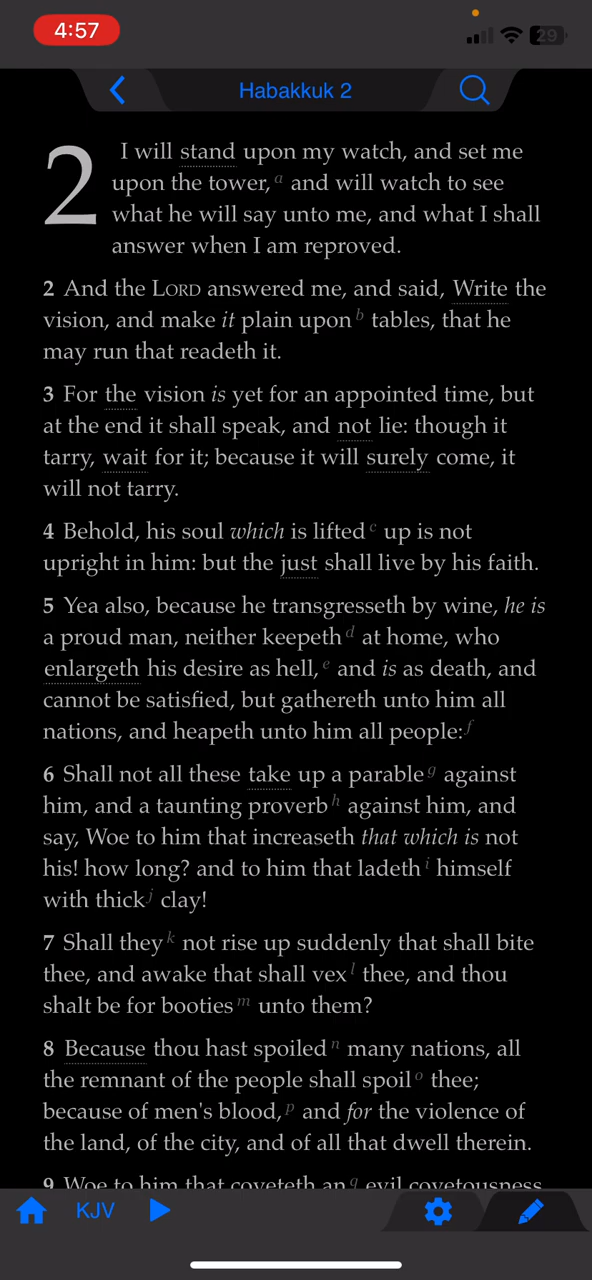 4:57
29
Habakkuk 2
2 I will stand upon my watch, and set me
upon the tower, a and will watch to see
what he will say unto me, and what I shall
answer when I am reproved.
2 And the LORD answered me, and said, Write the
vision, and make it plain upon b tables, that he
may run that readeth it.
3 For the vision is yet for an appointed time, but
at the end it shall speak, and not lie: though it
tarry, wait for it; because it will surely come, it
will not tarry.
4 Behold, his soul which is lifted c up is not
upright in him: but the just shall live by his faith.
5 Yea also, because he transgresseth by wine, he is
a proud man, neither keepeth d at home, who
enlargeth his desire as hell, e and is as death, and
cannot be satisfied, but gathereth unto him all
nations, and heapeth unto him all people: f
6 Shall not all these take up a parable g against
him, and a taunting proverb h against him, and
say, Woe to him that increaseth that which is not
his! how long? and to him that ladeth i himself
with thick j clay!
7 Shall they k not rise up suddenly that shall bite
thee, and awake that shall vex l thee, and thou
shalt be for booties m unto them?
8 Because thou hast spoiled n many nations, all
the remnant of the people shall spoil o thee;
because of men's blood, p and for the violence of
the land, of the city, and of all that dwell therein.
9 Woe to him that coveteth an q evil covetousness
KJV